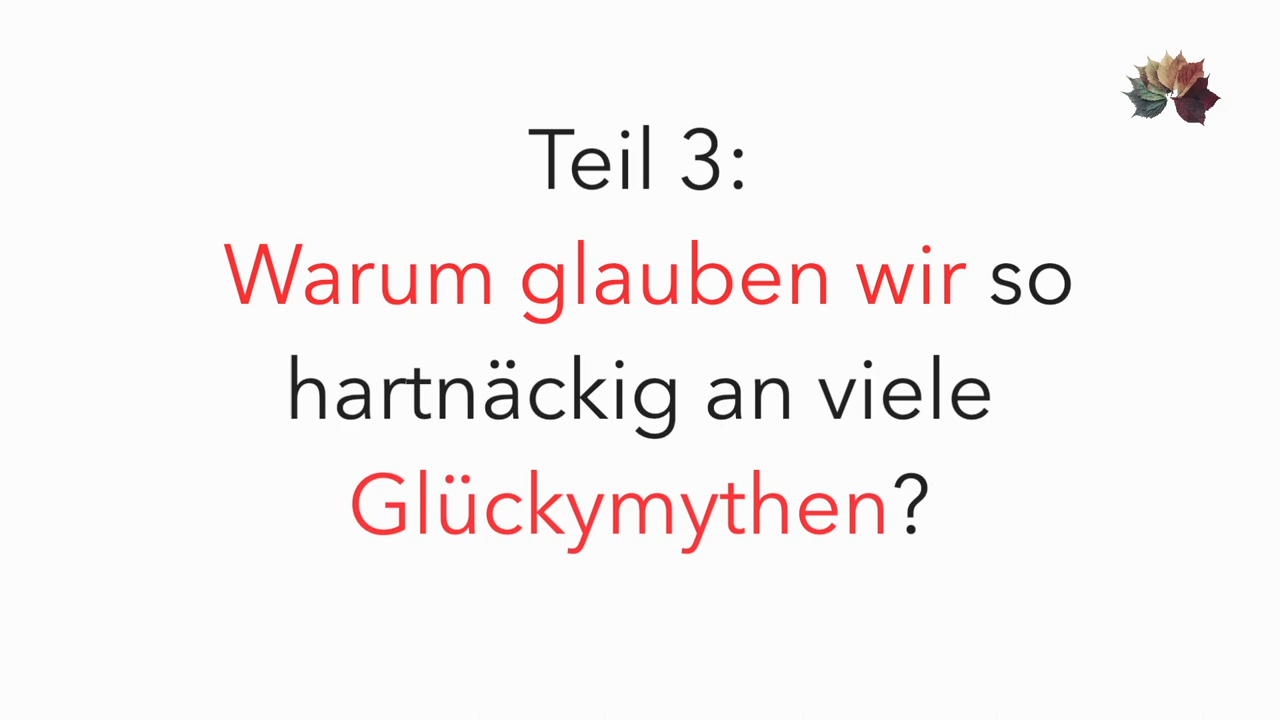 Teil 3:
Warum glauben wir so
hartnäckig an viele
Glückymythen?